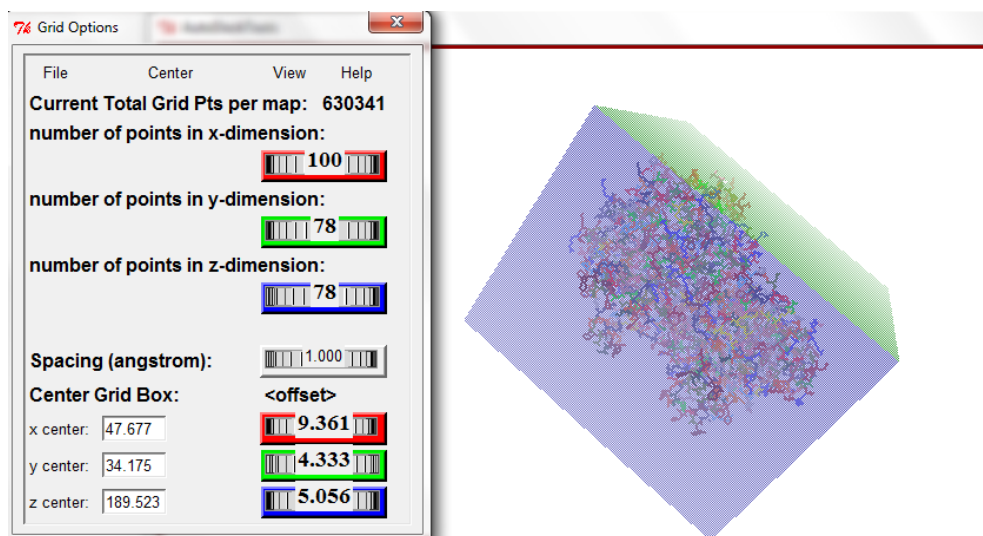 Grid Options
File Center View Help
Current Total Grid Pts per map: 630341
number of points in x-dimension:
100
number of points in y-dimension:
78
number of points in z-dimension:
78
Spacing (angstrom): 1.000
Center Grid Box: <offset>
x center: 47.677 9.361
y center: 34.175 4.333
z center: 189.523 5.056